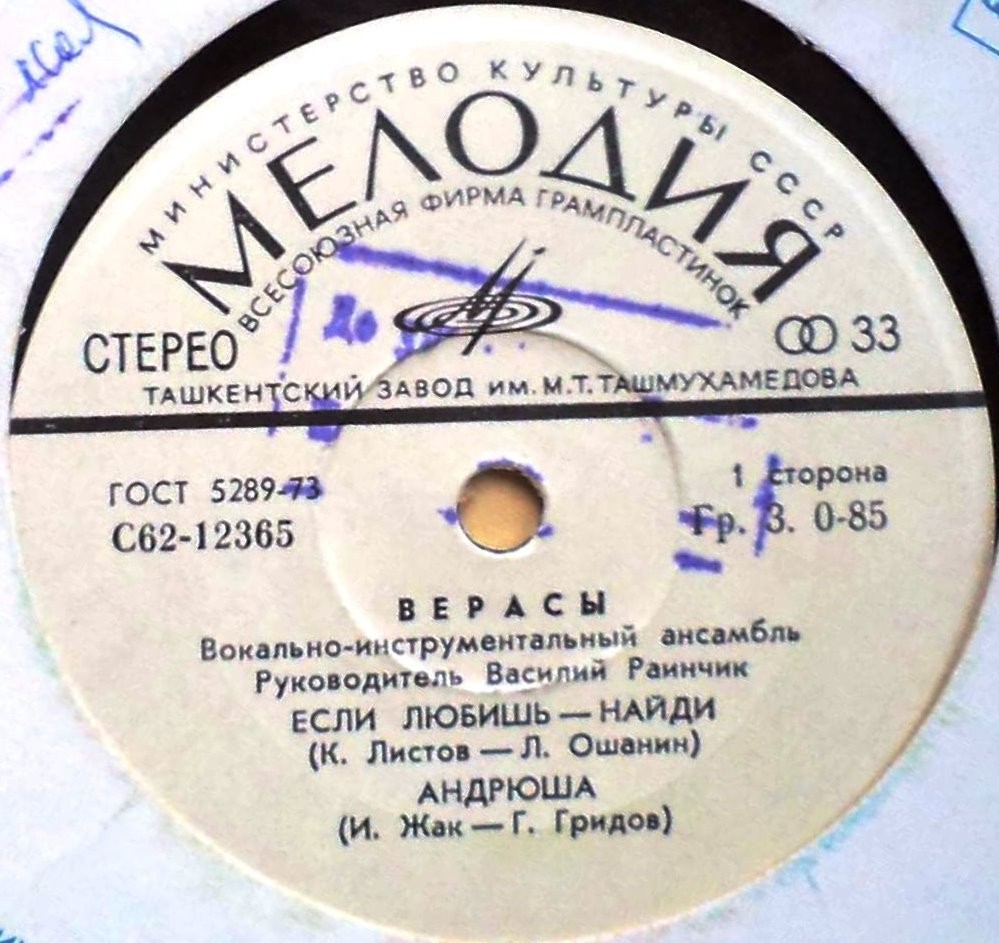 МИНИСТЕРСТВО КУЛЬТУРЫ СССР
МЕЛОДИЯ
ВСЕСОЮЗНАЯ ФИРМА ГРАМПЛАСТИНОК
СТЕРЕО
33
ТАШКЕНТСКИЙ ЗАВОД ИМ. М.Т. ТАШМУХАМЕДОВА
ГОСТ 5289-73
1 сторона
С62-12365
Гр. 3. 0-85
ВЕРАСЫ
Вокально-инструментальный ансамбль
Руководитель Василий Раинчик
ЕСЛИ ЛЮБИШЬ — НАЙДИ
(К. Листов — Л. Ошанин)
АНДРЮША
(И. Жак — Г. Гридов)